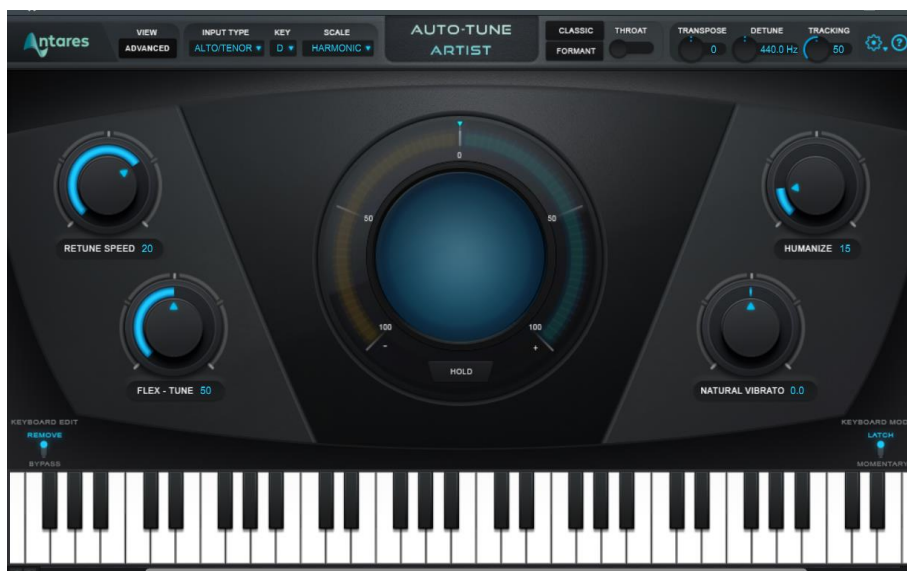 Antares
VIEW
ADVANCED
INPUT TYPE
ALTO/TENOR
KEY
D
SCALE
HARMONIC
AUTO-TUNE
ARTIST
CLASSIC
FORMANT
THROAT
TRANSPOSE
0
DETUNE
440.0 Hz
TRACKING
50
?
0
50
50
100
100
-
+
HOLD
RETUNE SPEED 20
FLEX - TUNE 50
HUMANIZE 15
NATURAL VIBRATO 0.0
KEYBOARD EDIT
REMOVE
BYPASS
KEYBOARD MOD
LATCH
MOMENTARY